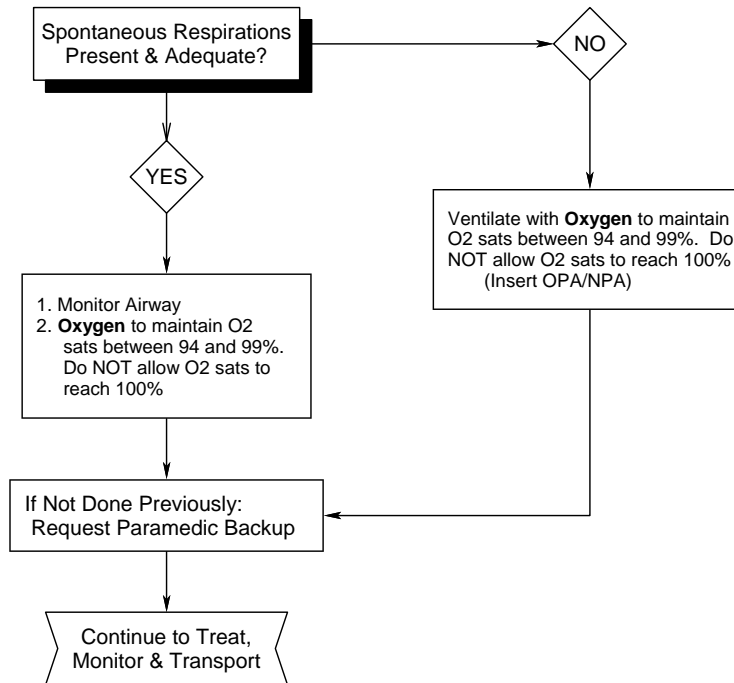 Spontaneous Respirations
Present & Adequate?
NO
YES
Ventilate with Oxygen to maintain
O2 sats between 94 and 99%. Do
NOT allow O2 sats to reach 100%
(Insert OPA/NPA)
1. Monitor Airway
2. Oxygen to maintain O2
sats between 94 and 99%.
Do NOT allow O2 sats to
reach 100%
If Not Done Previously:
Request Paramedic Backup
Continue to Treat,
Monitor & Transport